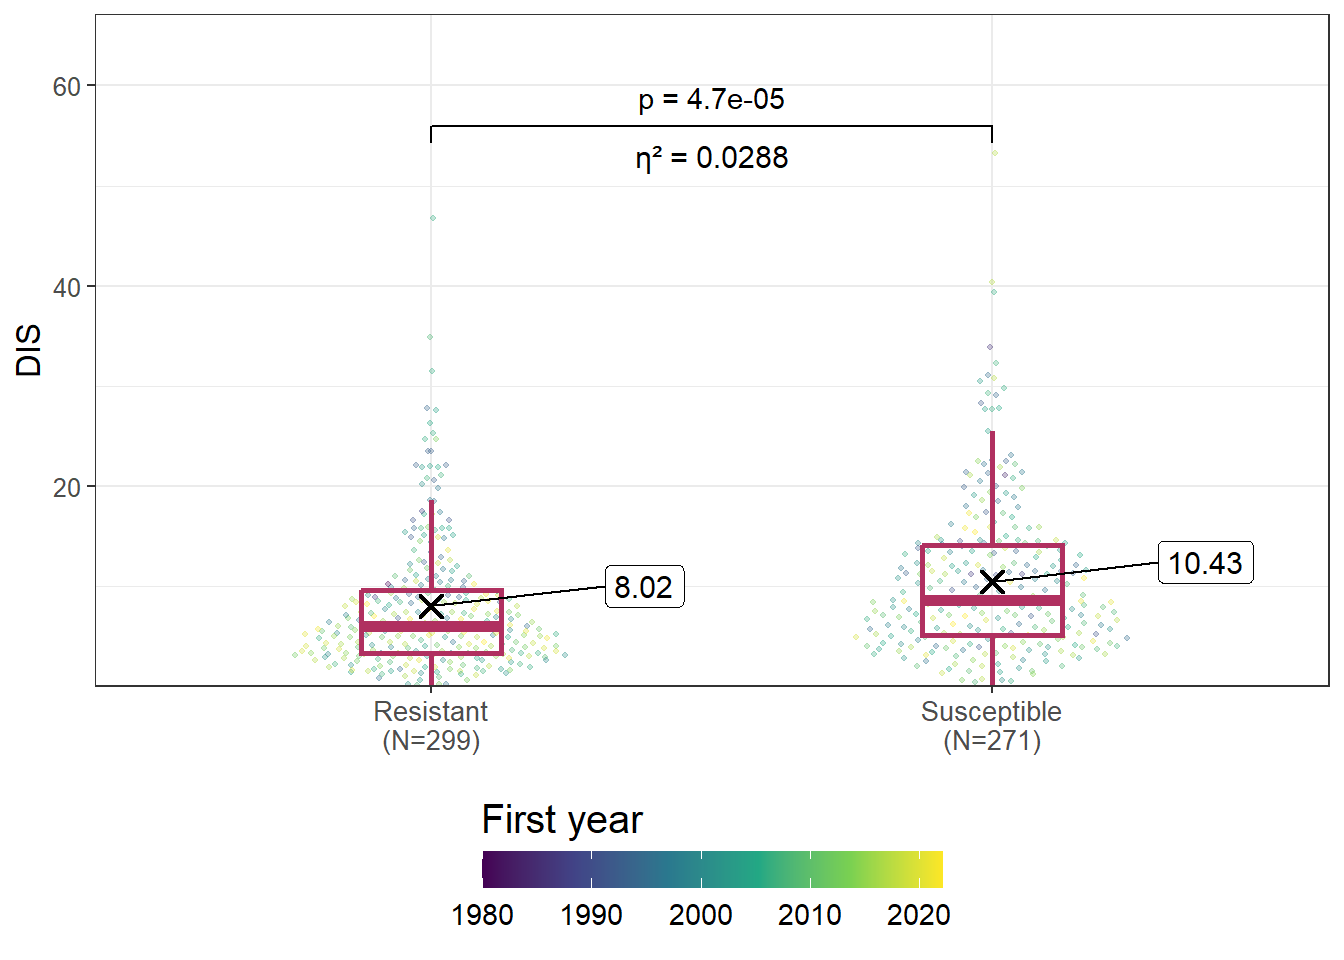 60
40
20
DIS
p = 4.7e-05
η² = 0.0288
8.02
10.43
Resistant
(N=299)
Susceptible
(N=271)
First year
1980 1990 2000 2010 2020